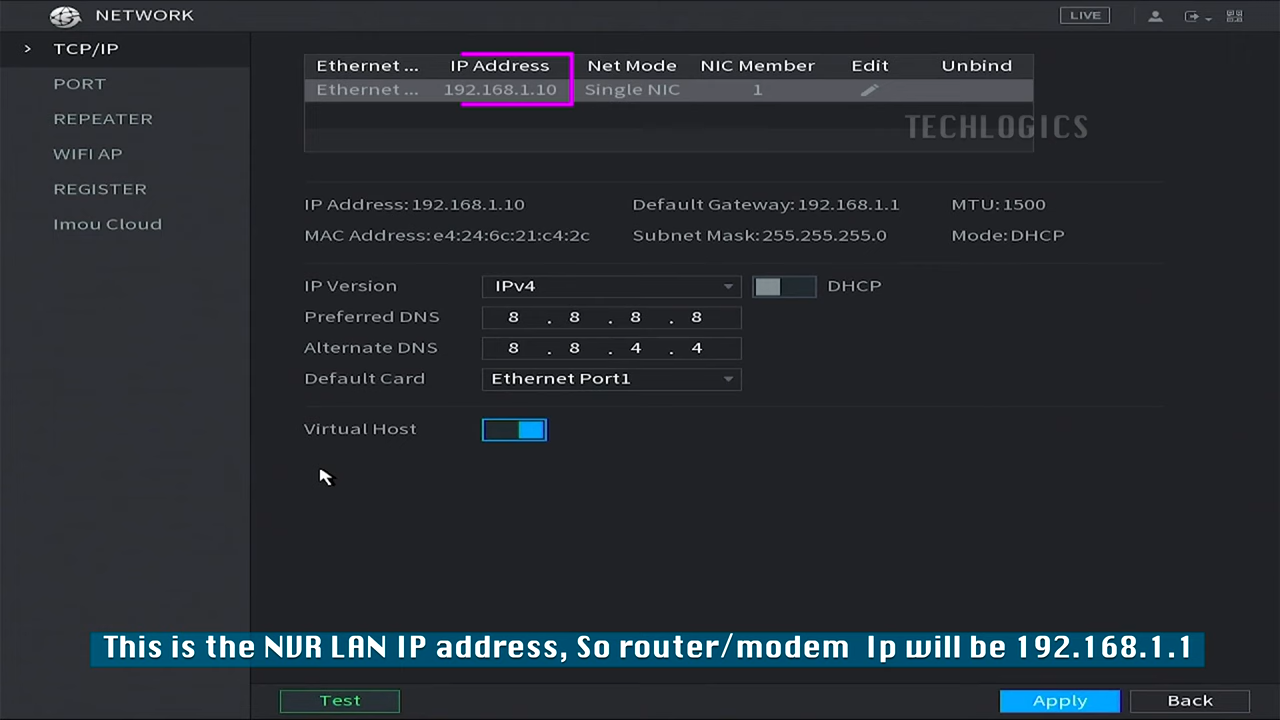 NETWORK
LIVE
> TCP/IP
PORT
REPEATER
WIFI AP
REGISTER
Imou Cloud
Ethernet ... IP Address Net Mode NIC Member Edit Unbind
Ethernet ... 192.168.1.10 Single NIC 1
TECHLOGICS
IP Address: 192.168.1.10 Default Gateway: 192.168.1.1 MTU: 1500
MAC Address: e4:24:6c:21:c4:2c Subnet Mask: 255.255.255.0 Mode: DHCP
IP Version IPv4 DHCP
Preferred DNS 8 . 8 . 8 . 8
Alternate DNS 8 . 8 . 4 . 4
Default Card Ethernet Port1
Virtual Host
This is the NVR LAN IP address, So router/modem Ip will be 192.168.1.1
Test Apply Back